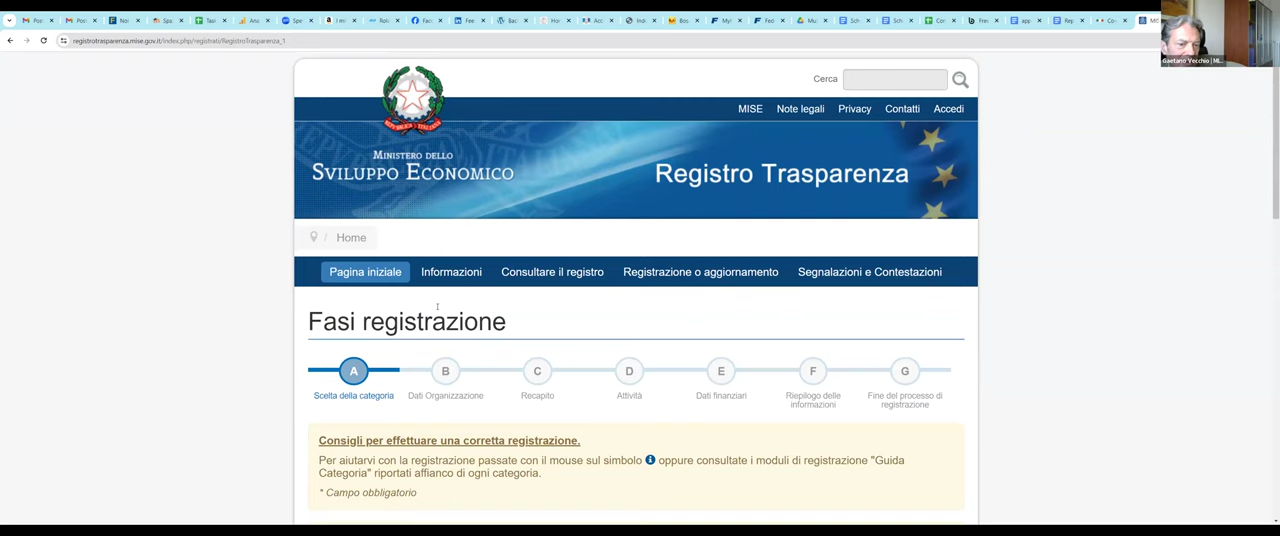 registrotrasparenza.mise.gov.it/index.php/registrati/RegistroTrasparenza_1
Gaetano Vecchio | ML...
Cerca
MISE Note legali Privacy Contatti Accedi
MINISTERO DELLO
SVILUPPO ECONOMICO
Registro Trasparenza
/ Home
Pagina iniziale Informazioni Consultare il registro Registrazione o aggiornamento Segnalazioni e Contestazioni
Fasi registrazione
A B C D E F G
Scelta della categoria Dati Organizzazione Recapito Attività Dati finanziari Riepilogo delle informazioni Fine del processo di registrazione
Consigli per effettuare una corretta registrazione.
Per aiutarvi con la registrazione passate con il mouse sul simbolo oppure consultate i moduli di registrazione "Guida
Categoria" riportati affianco di ogni categoria.
* Campo obbligatorio